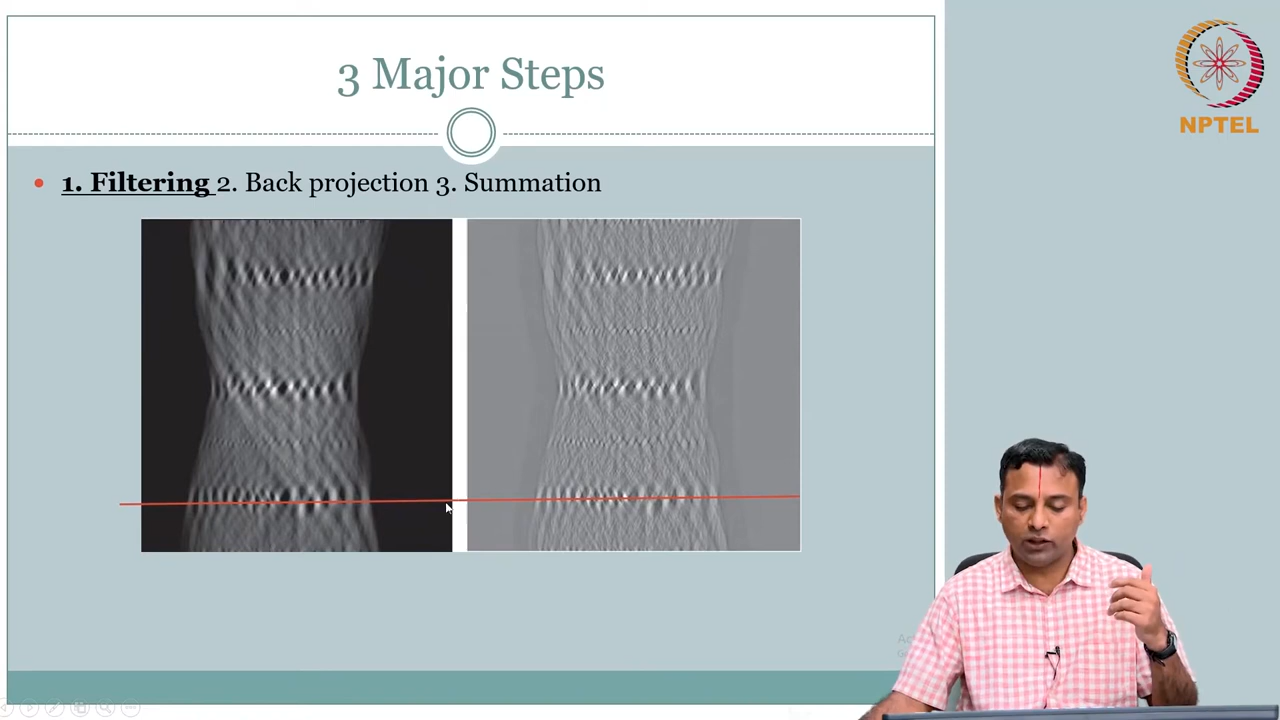 3 Major Steps
NPTEL
1. Filtering 2. Back projection 3. Summation